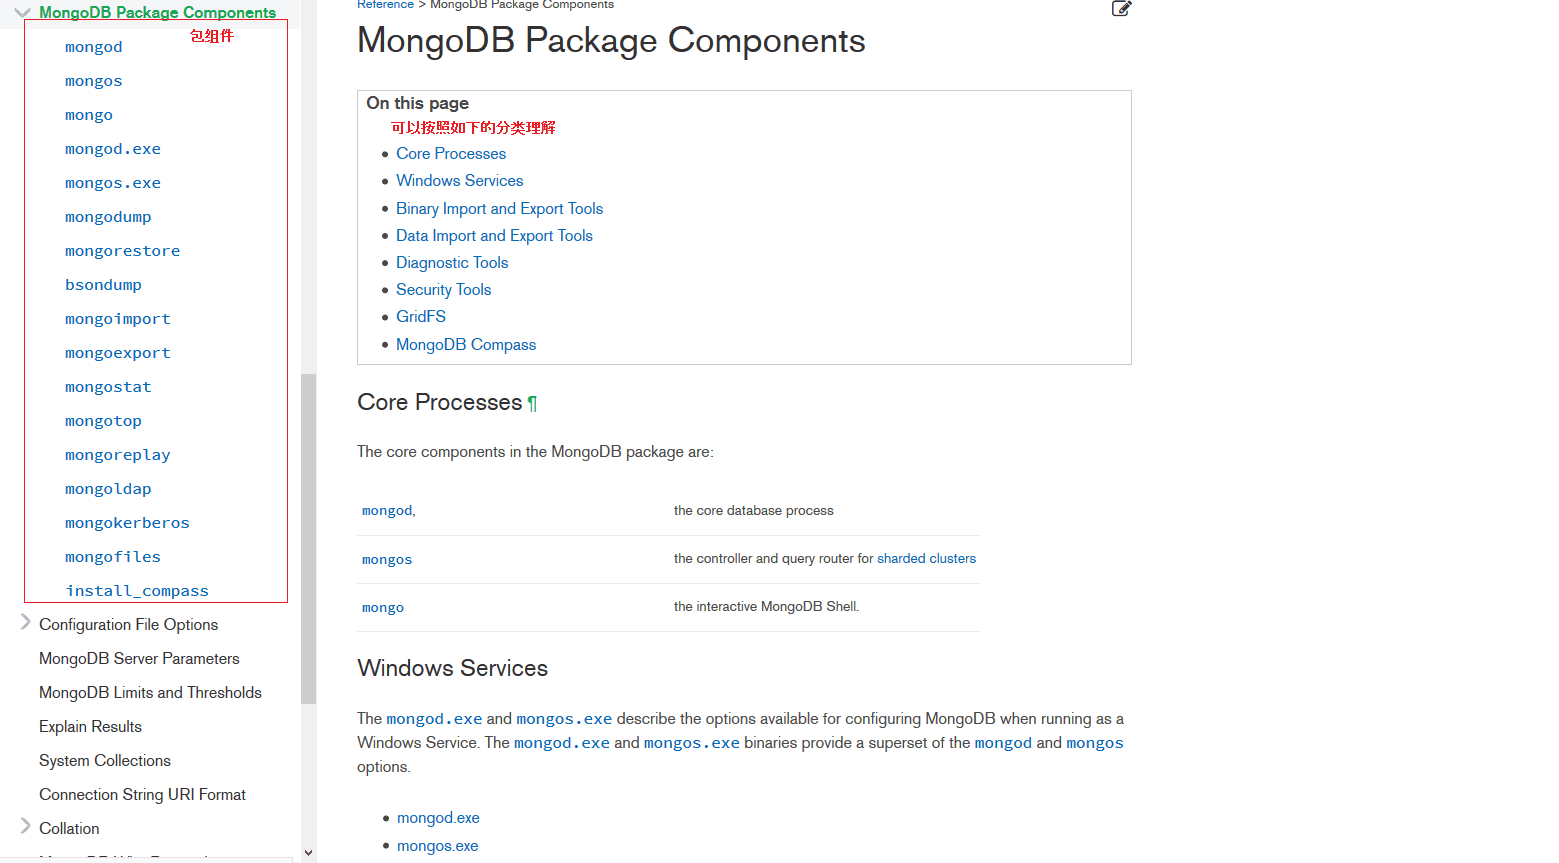 MongoDB Package Components
包组件
mongod
mongos
mongo
mongod.exe
mongos.exe
mongodump
mongorestore
bsondump
mongoimport
mongoexport
mongostat
mongotop
mongoreplay
mongoldap
mongokerberos
mongofiles
install_compass
Configuration File Options
MongoDB Server Parameters
MongoDB Limits and Thresholds
Explain Results
System Collections
Connection String URI Format
Collation
Reference > MongoDB Package Components
MongoDB Package Components
On this page
可以按照如下的分类理解
• Core Processes
• Windows Services
• Binary Import and Export Tools
• Data Import and Export Tools
• Diagnostic Tools
• Security Tools
• GridFS
• MongoDB Compass
Core Processes ¶
The core components in the MongoDB package are:
mongod, the core database process
mongos the controller and query router for sharded clusters
mongo the interactive MongoDB Shell.
Windows Services
The mongod.exe and mongos.exe describe the options available for configuring MongoDB when running as a
Windows Service. The mongod.exe and mongos.exe binaries provide a superset of the mongod and mongos
options.
• mongod.exe
• mongos.exe